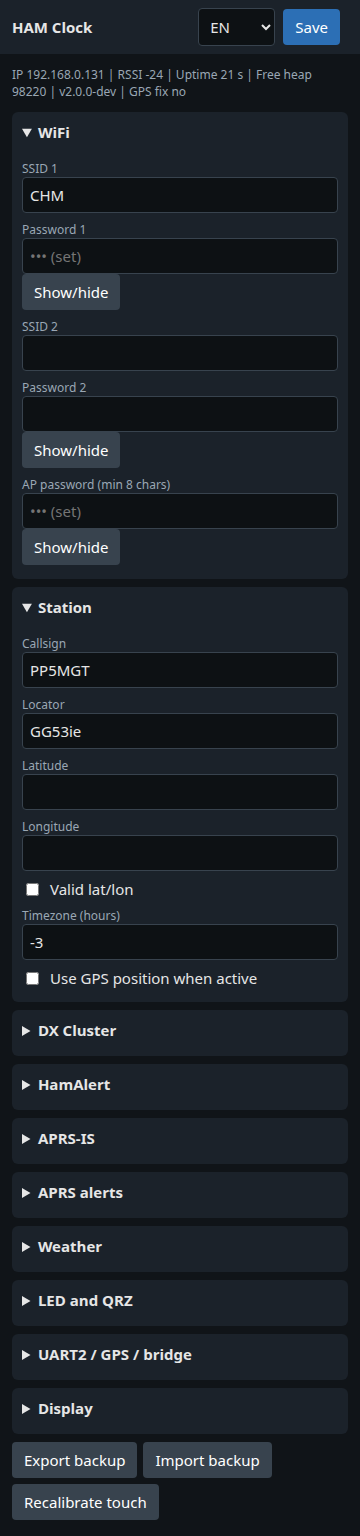 HAM Clock EN Save
IP 192.168.0.131 | RSSI -24 | Uptime 21 s | Free heap
98220 | v2.0.0-dev | GPS fix no
WiFi
SSID 1
CHM
Password 1
••• (set)
Show/hide
SSID 2
Password 2
Show/hide
AP password (min 8 chars)
••• (set)
Show/hide
Station
Callsign
PP5MGT
Locator
GG53ie
Latitude
Longitude
Valid lat/lon
Timezone (hours)
-3
Use GPS position when active
DX Cluster
HamAlert
APRS-IS
APRS alerts
Weather
LED and QRZ
UART2 / GPS / bridge
Display
Export backup Import backup
Recalibrate touch